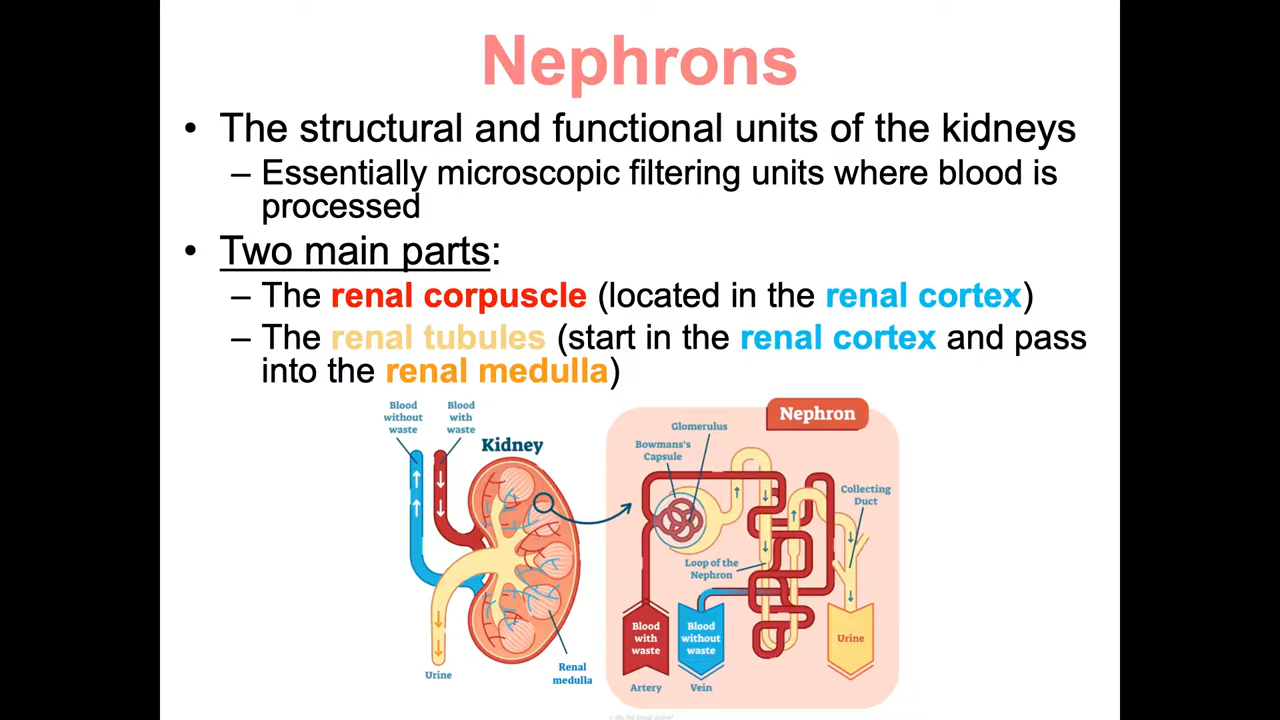 Nephrons
• The structural and functional units of the kidneys
– Essentially microscopic filtering units where blood is
processed
• Two main parts:
– The renal corpuscle (located in the renal cortex)
– The renal tubules (start in the renal cortex and pass
into the renal medulla)
Blood
without
waste
Blood
with
waste
Kidney
Urine
Renal
medulla
Nephron
Glomerulus
Bowmans's
Capsule
Collecting
Duct
Loop of the
Nephron
Blood
with
waste
Blood
without
waste
Urine
Artery
Vein